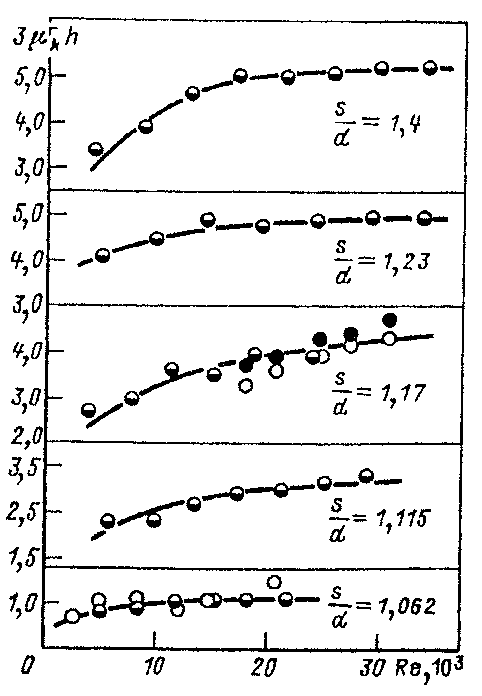 5,0
4,0
3,0
s/d = 1,4
5,0
4,0
s/d = 1,23
3,0
4,0
3,0
s/d = 1,17
2,0
3,5
2,5
s/d = 1,115
1,5
1,0
s/d = 1,062
0 10 20 30 Re,10³